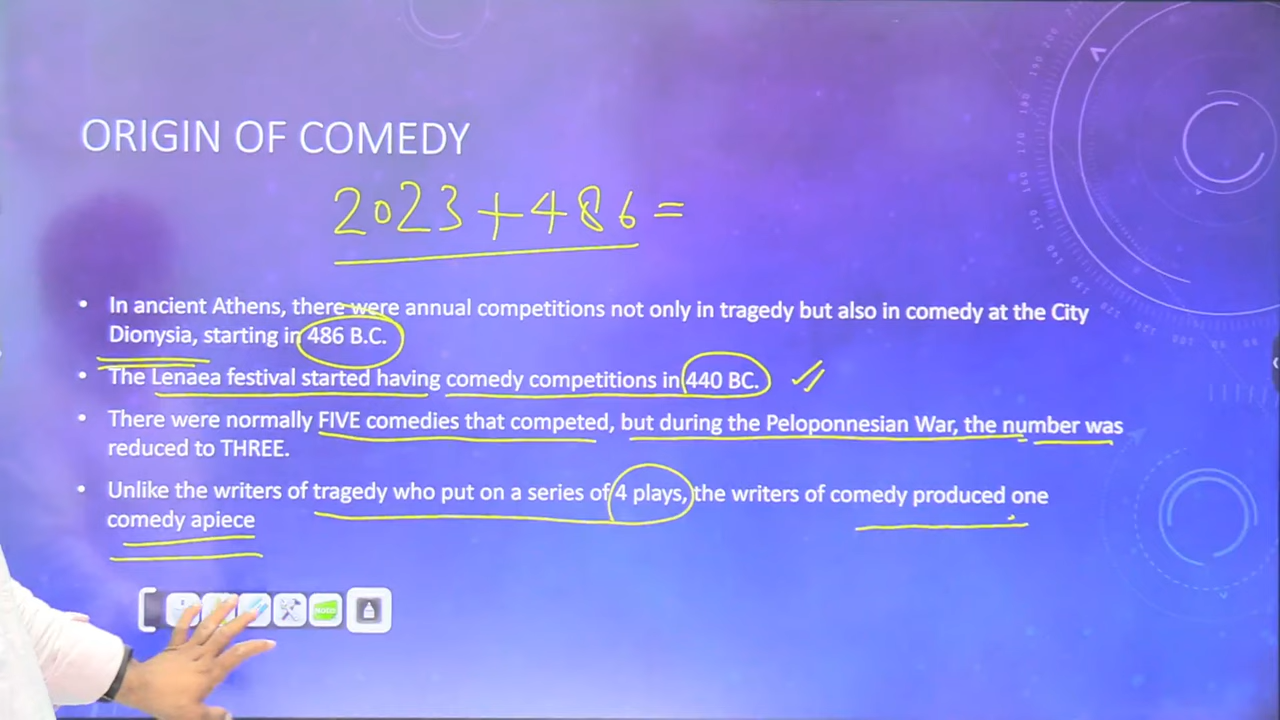 ORIGIN OF COMEDY
2023+486=
• In ancient Athens, there were annual competitions not only in tragedy but also in comedy at the City
Dionysia, starting in 486 B.C.
• The Lenaea festival started having comedy competitions in 440 BC.
• There were normally FIVE comedies that competed, but during the Peloponnesian War, the number was
reduced to THREE.
• Unlike the writers of tragedy who put on a series of 4 plays, the writers of comedy produced one
comedy apiece